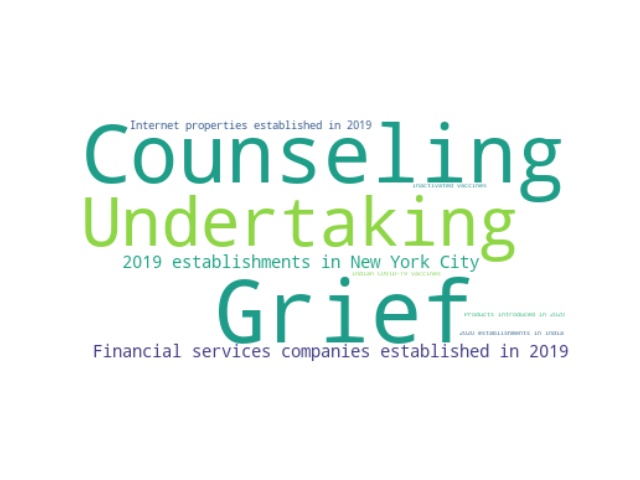 Internet properties established in 2019
Counseling
Inactivated vaccines
Undertaking
2019 establishments in New York City
Indian COVID-19 vaccines
Grief
Products introduced in 2020
2020 establishments in India
Financial services companies established in 2019